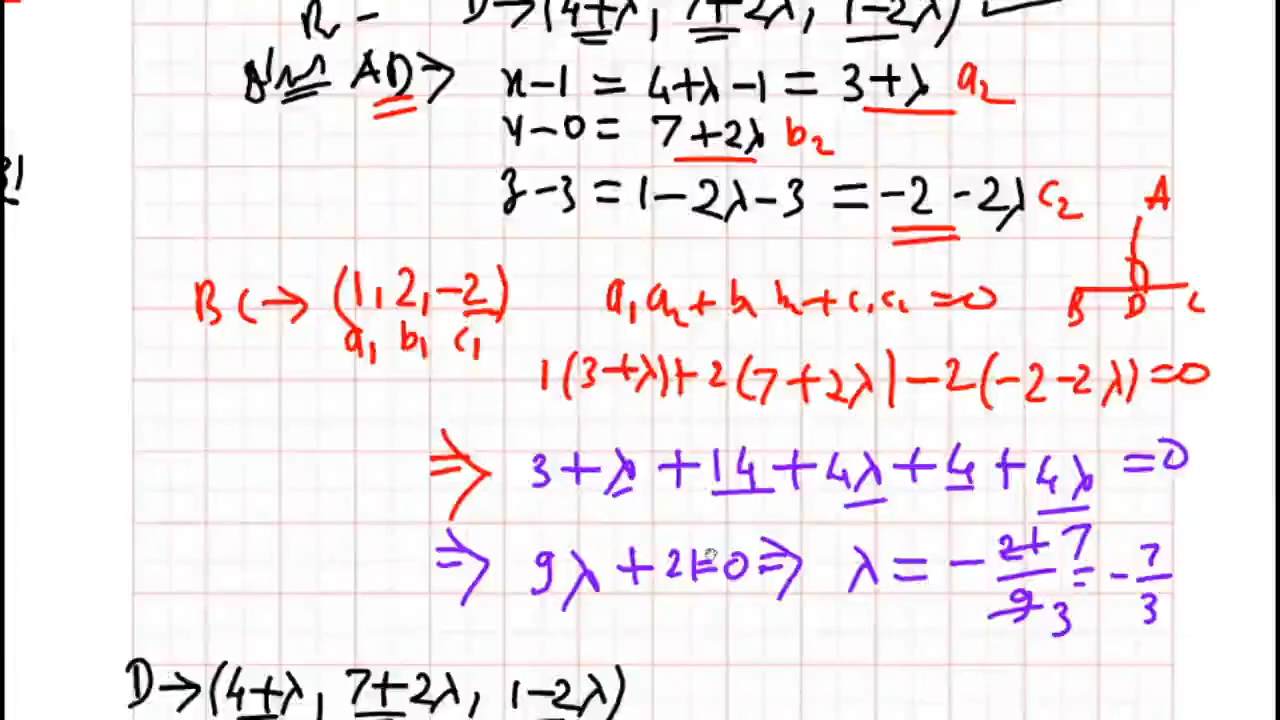 D→(4+λ, 7+2λ, 1-2λ)
AD⇒ x-1 = 4+λ-1 = 3+λ a₂
y-0 = 7+2λ b₂
z-3 = 1-2λ-3 = -2-2λ c₂
A
BC→(1, 2, -2) a₁a₂+b₁b₂+c₁c₂=0
B D C
a₁ b₁ c₁
1(3+λ)+2(7+2λ)-2(-2-2λ)=0
⇒ 3+λ+14+4λ+4+4λ=0
⇒ 9λ+21=0⇒ λ = -21/9 7/3 = -7/3
D→(4+λ, 7+2λ, 1-2λ)